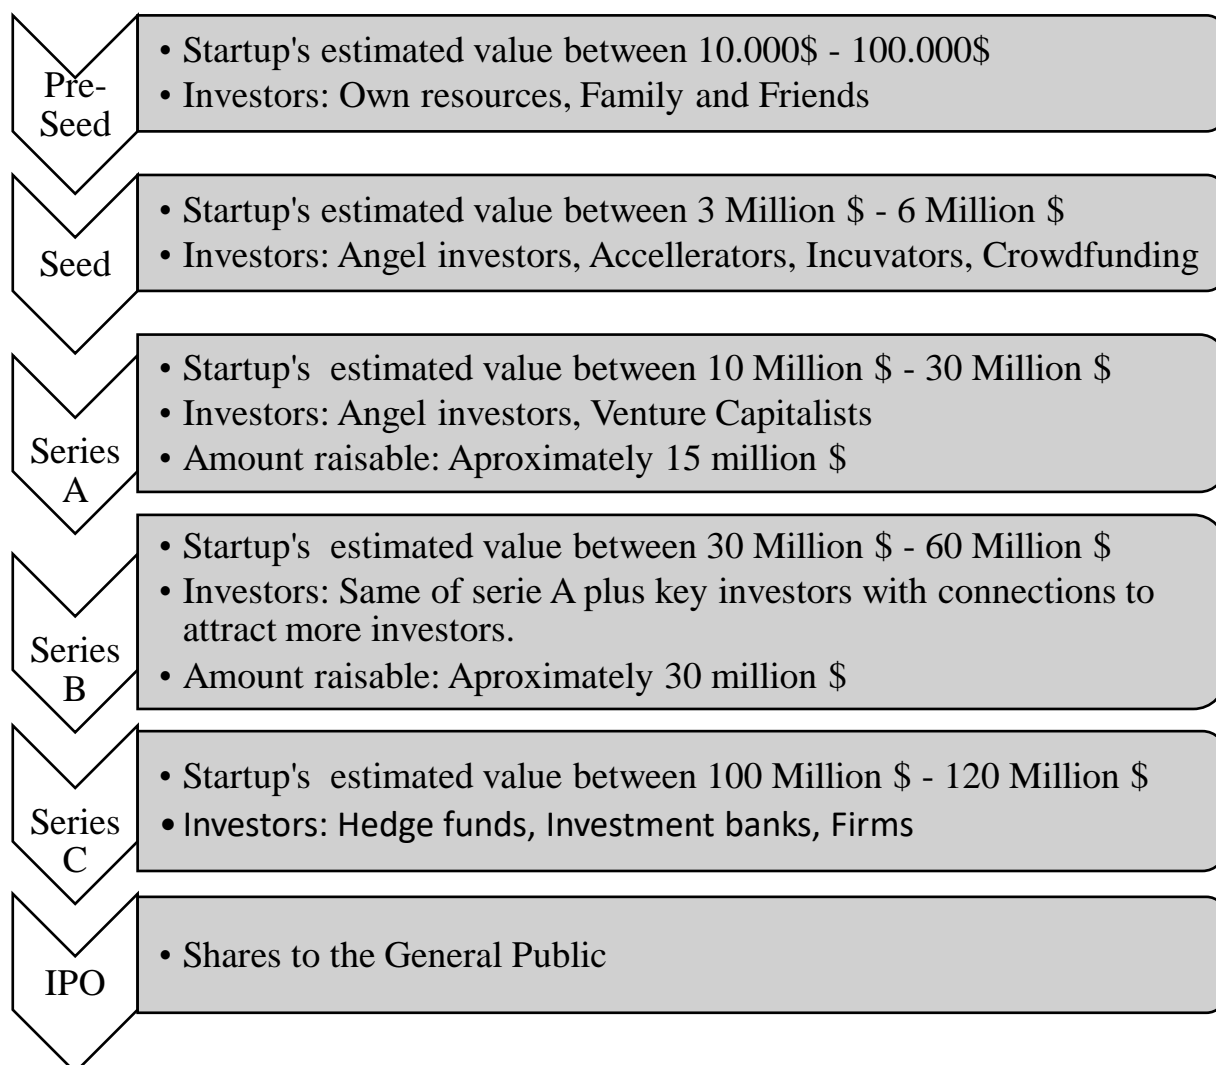 Pre-
Seed
• Startup's estimated value between 10.000$ - 100.000$
• Investors: Own resources, Family and Friends
Seed
• Startup's estimated value between 3 Million $ - 6 Million $
• Investors: Angel investors, Accellerators, Incuvators, Crowdfunding
Series
A
• Startup's  estimated value between 10 Million $ - 30 Million $
• Investors: Angel investors, Venture Capitalists
• Amount raisable: Aproximately 15 million $
Series
B
• Startup's  estimated value between 30 Million $ - 60 Million $
• Investors: Same of serie A plus key investors with connections to
attract more investors.
• Amount raisable: Aproximately 30 million $
Series
C
• Startup's  estimated value between 100 Million $ - 120 Million $
• Investors: Hedge funds, Investment banks, Firms
IPO
• Shares to the General Public